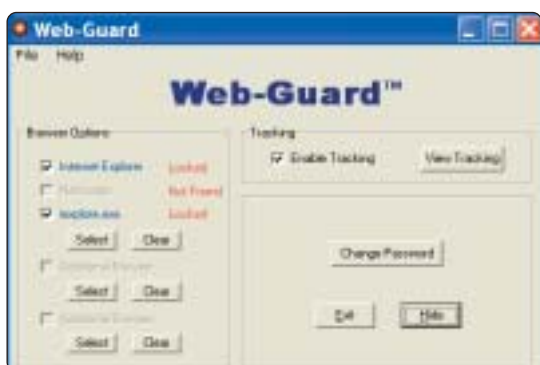 Web-Guard
File Help
Web-Guard™
Browser Options
Internet Explorer Locked
Not Found
iexplore.exe Locked
Select Clear
Select Clear
Select Clear
Tracking
Enable Tracking View Tracking
Change Password
Exit Hide